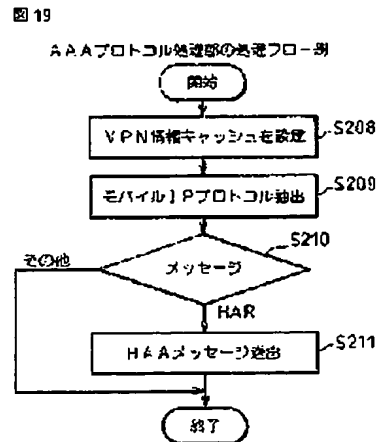 図19
AAAプロトコル処理部の処理フロー例
開始
VPN情報キャッシュを設定
S208
モバイルIPプロトコル抽出
S209
S210
メッセージ
その他
HAR
HAAメッセージ送出
S211
終了